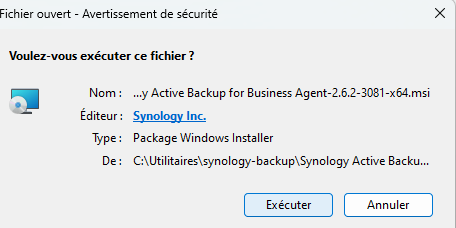 Fichier ouvert - Avertissement de sécurité
Voulez-vous exécuter ce fichier ?
Nom : ...y Active Backup for Business Agent-2.6.2-3081-x64.msi
Éditeur : Synology Inc.
Type : Package Windows Installer
De : C:\Utilitaires\synology-backup\Synology Active Backu...
Exécuter Annuler